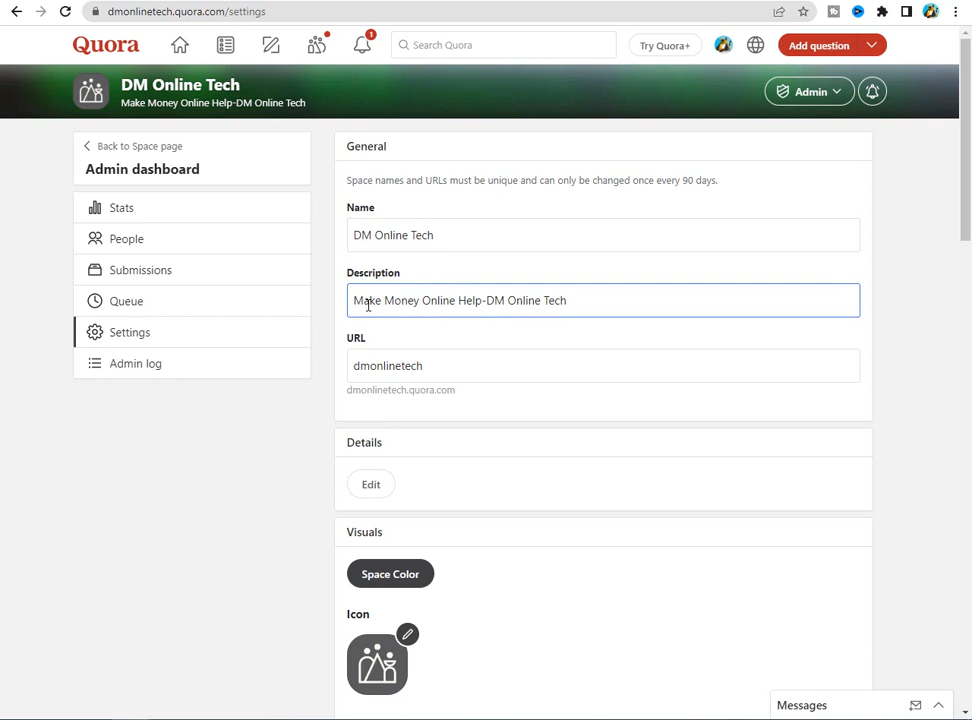 dmonlinetech.quora.com/settings
Quora
1
Search Quora
Try Quora+
Add question
DM Online Tech
Make Money Online Help-DM Online Tech
Admin
Back to Space page
Admin dashboard
Stats
People
Submissions
Queue
Settings
Admin log
General
Space names and URLs must be unique and can only be changed once every 90 days.
Name
DM Online Tech
Description
Make Money Online Help-DM Online Tech
URL
dmonlinetech
dmonlinetech.quora.com
Details
Edit
Visuals
Space Color
Icon
Messages